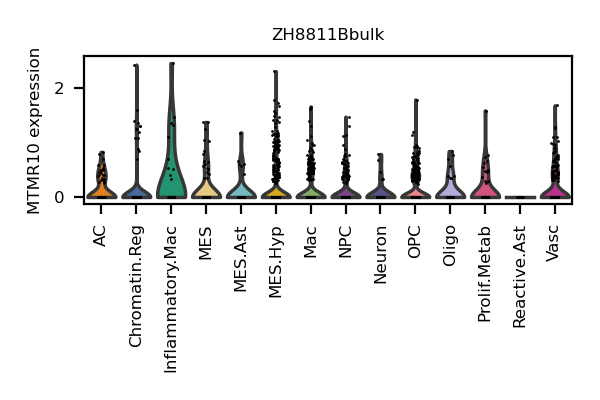 ZH8811Bbulk
MTMR10 expression
2
0
AC
Chromatin.Reg
Inflammatory.Mac
MES
MES.Ast
MES.Hyp
Mac
NPC
Neuron
OPC
Oligo
Prolif.Metab
Reactive.Ast
Vasc